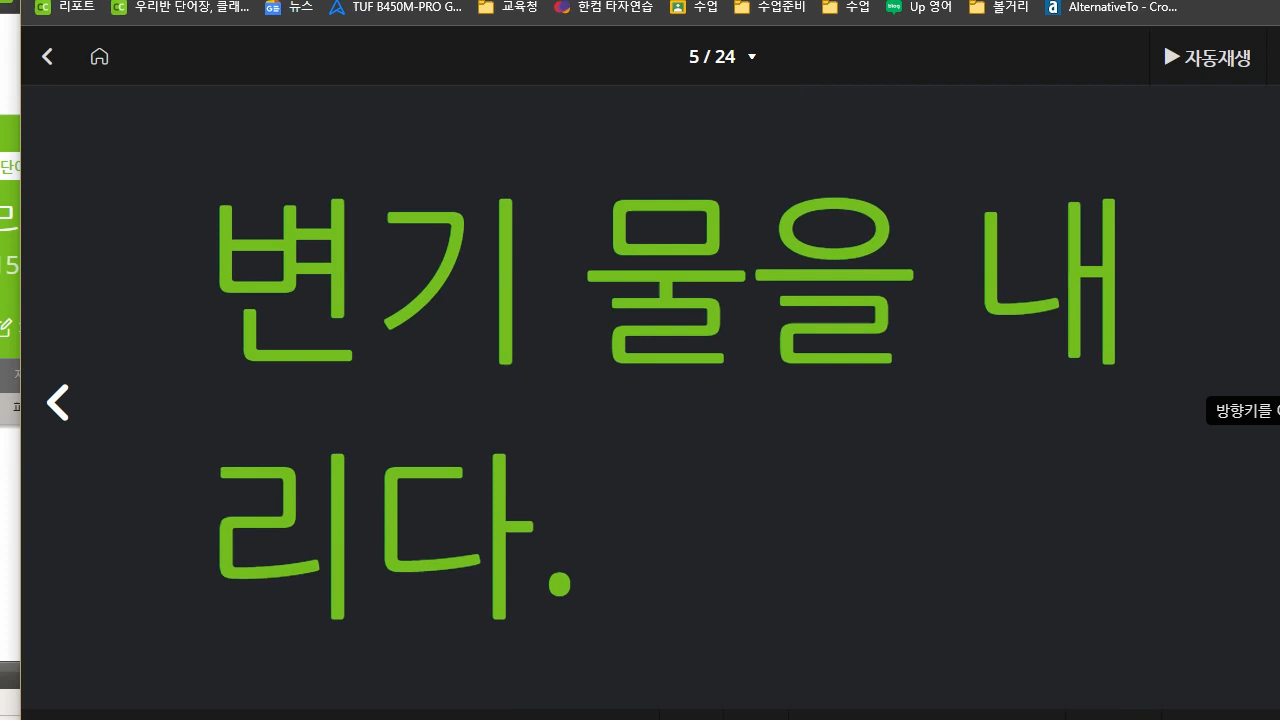 리포트 우리반 단어장, 클래... 뉴스 TUF B450M-PRO G... 교육청 한컴 타자연습 수업 수업준비 수업 Up 영어 볼거리 AlternativeTo - Cro...
5 / 24 자동재생
변기 물을 내
리다.
방향키를